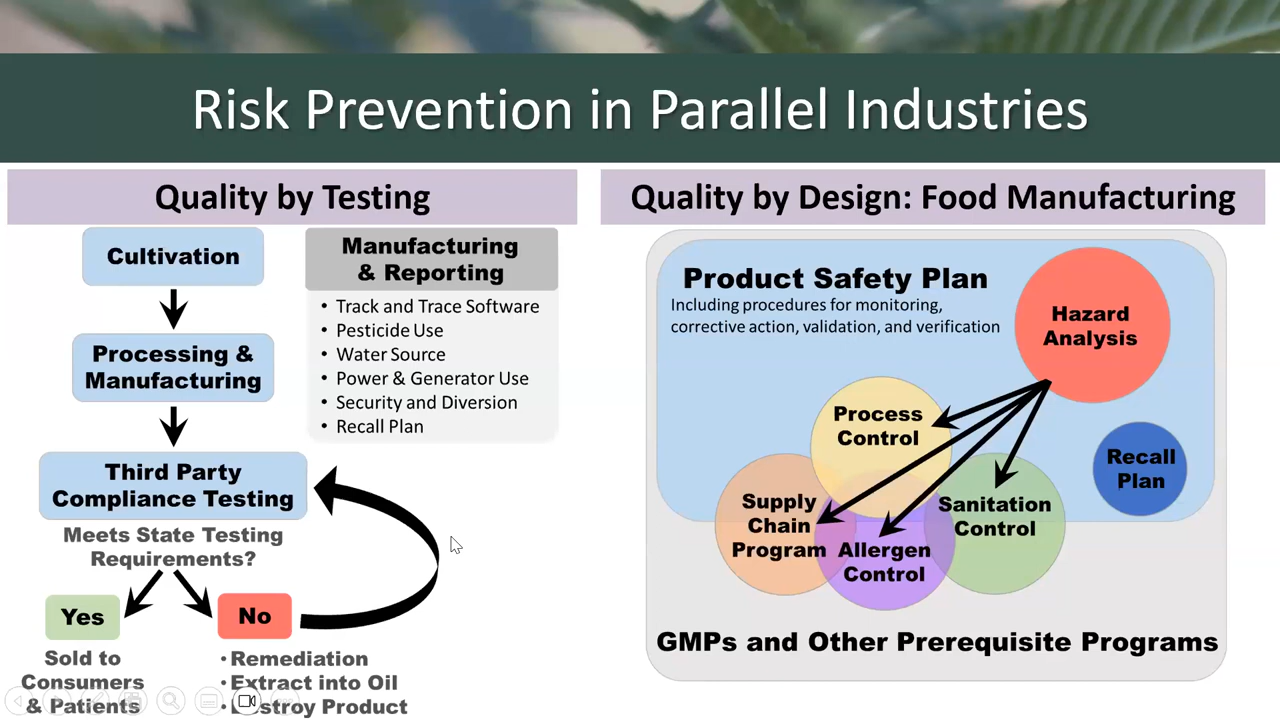 Risk Prevention in Parallel Industries
Quality by Testing
Cultivation
Processing &
Manufacturing
Third Party
Compliance Testing
Meets State Testing
Requirements?
Yes
Sold to
Consumers
& Patients
No
• Remediation
• Extract into Oil
• Destroy Product
Manufacturing
& Reporting
• Track and Trace Software
• Pesticide Use
• Water Source
• Power & Generator Use
• Security and Diversion
• Recall Plan
Quality by Design: Food Manufacturing
Product Safety Plan
Including procedures for monitoring,
corrective action, validation, and verification
Hazard
Analysis
Process
Control
Recall
Plan
Supply
Chain
Program
Allergen
Control
Sanitation
Control
GMPs and Other Prerequisite Programs